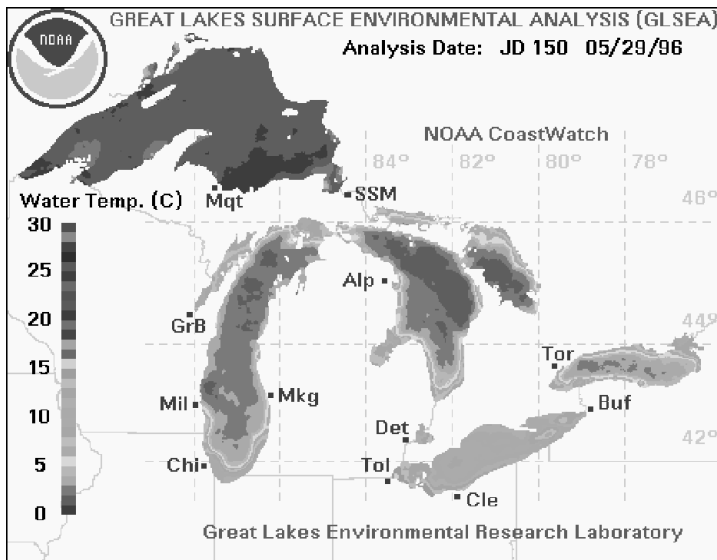 GREAT LAKES SURFACE ENVIRONMENTAL ANALYSIS (GLSEA)
NOAA
Analysis Date: JD 150 05/29/96
NOAA CoastWatch
84° 82° 80° 78°
SSM
Mqt
46°
Water Temp. (C)
30
25
20
15
10
5
0
Alp
GrB
44°
Tor
Mkg
Mil
Buf
Det
42°
Chi
Tol
Cle
Great Lakes Environmental Research Laboratory